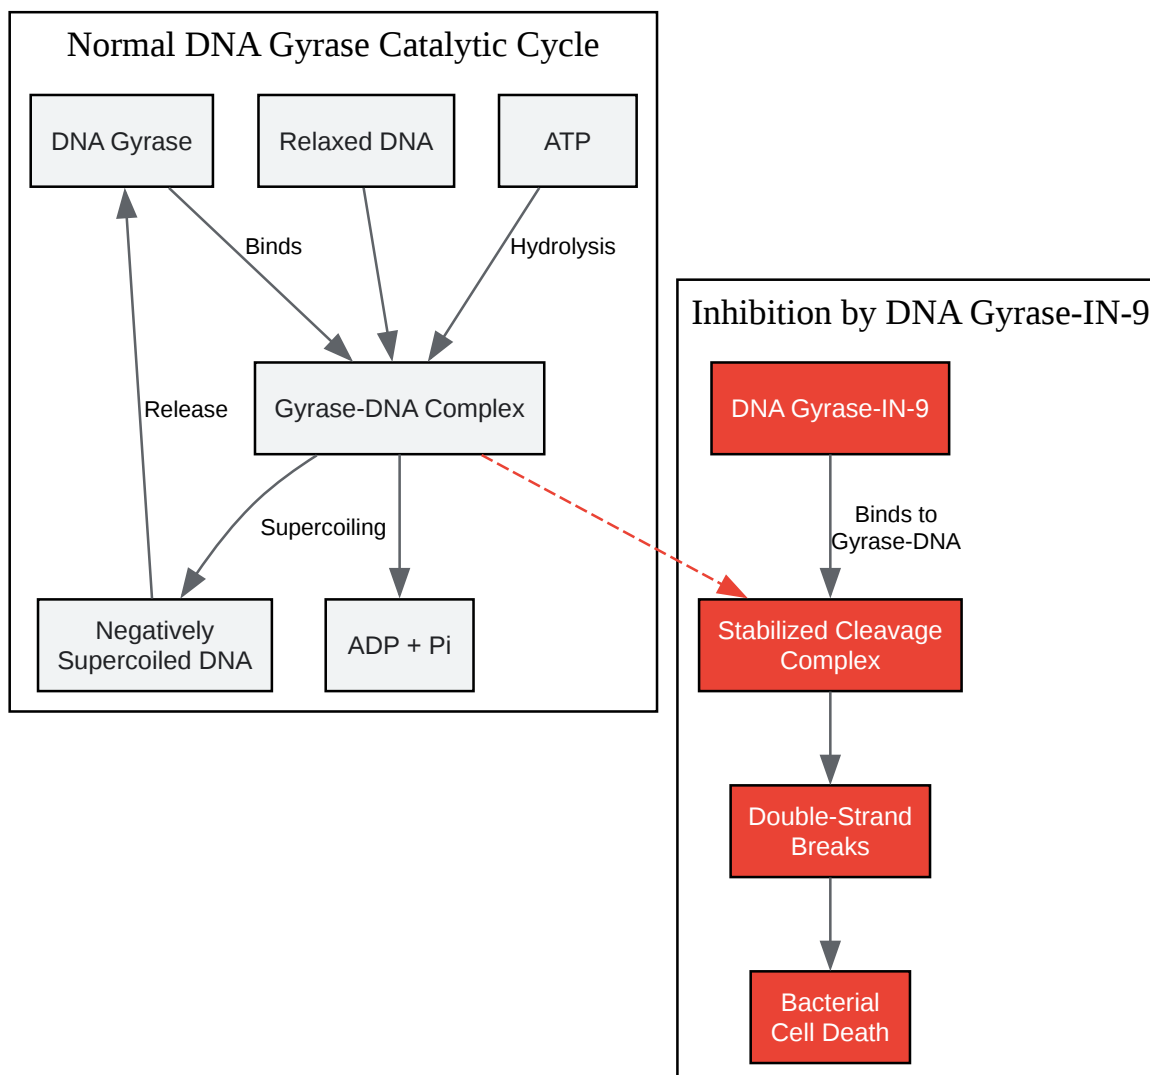 Normal DNA Gyrase Catalytic Cycle
DNA Gyrase
Relaxed DNA
ATP
Binds
Hydrolysis
Gyrase-DNA Complex
Release
Supercoiling
Negatively
Supercoiled DNA
ADP + Pi
Inhibition by DNA Gyrase-IN-9
DNA Gyrase-IN-9
Binds to
Gyrase-DNA
Stabilized Cleavage
Complex
Double-Strand
Breaks
Bacterial
Cell Death